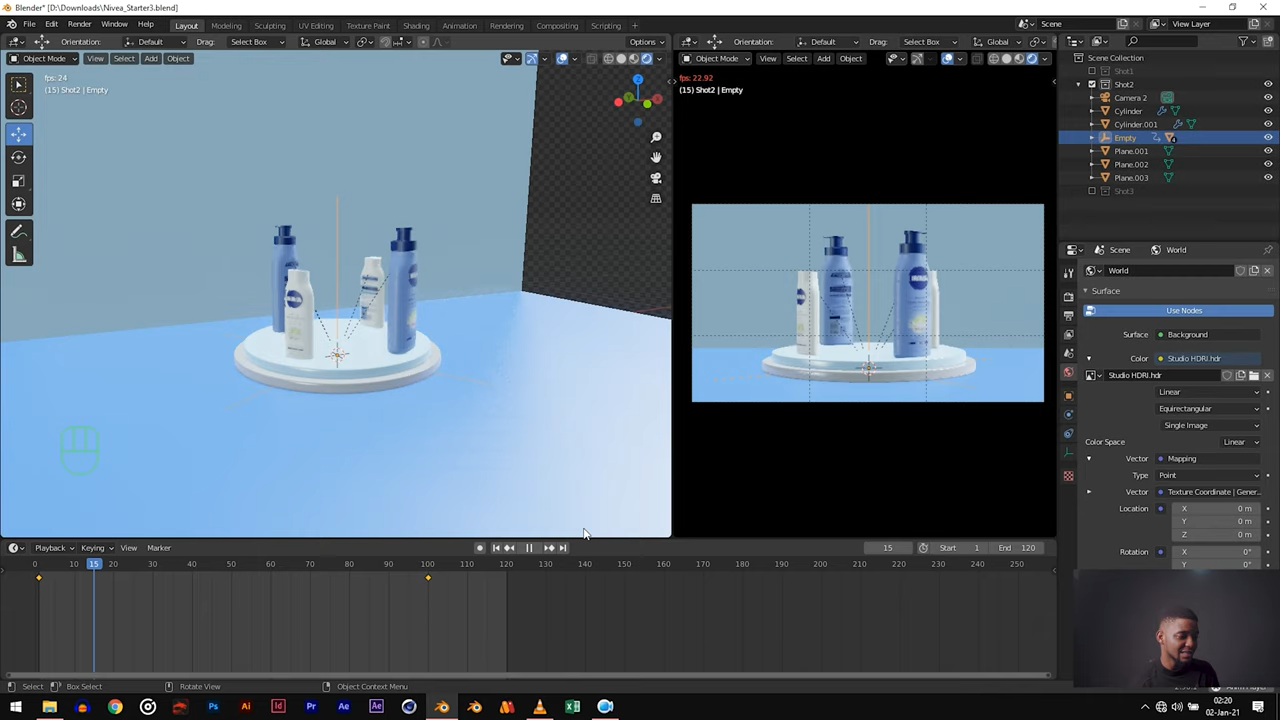 Blender* [D:\Downloads\Nivea_Starter3.blend]
File Edit Render Window Help Layout Modeling Sculpting UV Editing Texture Paint Shading Animation Rendering Compositing Scripting Scene View Layer
Orientation: Default Drag: Select Box Global Options
Orientation: Default Drag: Select Box Global
Object Mode View Select Add Object
Object Mode View Select Add Object
fps: 24
(15) Shot2 | Empty
fps: 22.92
(15) Shot2 | Empty
Z
Scene Collection
Shot1
Shot2
Camera 2
Cylinder
Cylinder.001
Empty
Plane.001
Plane.002
Plane.003
Shot3
Scene World
World
Surface
Use Nodes
Surface Background
Color Studio HDRI.hdr
Studio HDRI.hdr
Linear
Equirectangular
Single Image
Color Space Linear
Vector Mapping
Type Point
Vector Texture Coordinate | Gener..
Location X 0 m
Y 0 m
Z 0 m
Rotation X 0°
Y 0°
Playback Keying View Marker 15 Start 1 End 120
0 10 15 20 30 40 50 60 70 80 90 100 110 120 130 140 150 160 170 180 190 200 210 220 230 240 250
Select Box Select Rotate View Object Context Menu
Ps Ai Id Pr Ae Ae
02:20
02-Jan-21